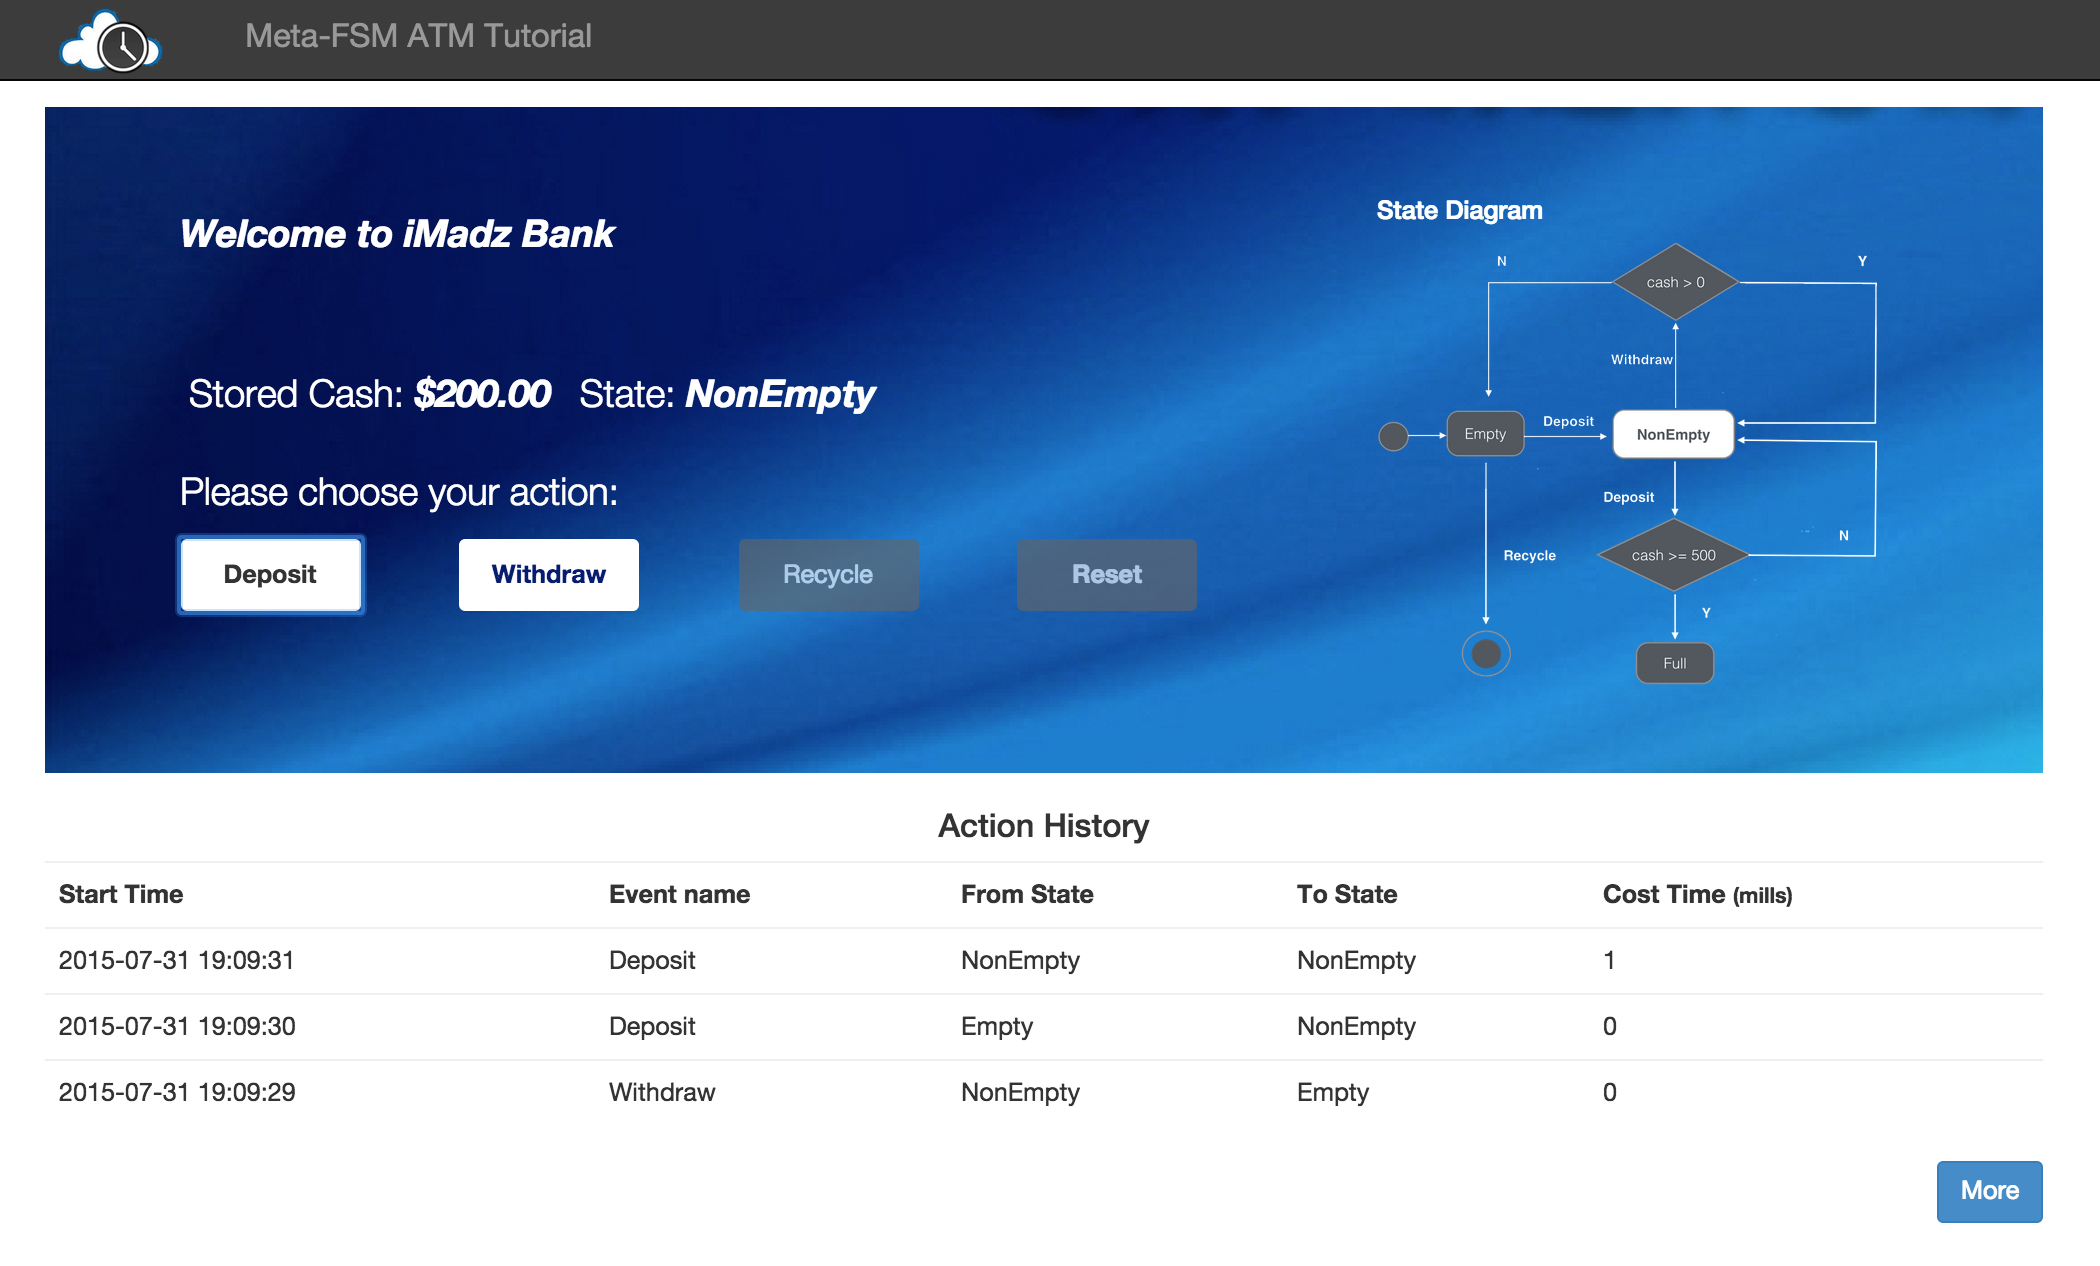 Meta-FSM ATM Tutorial
Welcome to iMadz Bank
Stored Cash: $200.00 State: NonEmpty
Please choose your action:
Deposit Withdraw Recycle Reset
State Diagram
N Y
cash > 0
Withdraw
Empty Deposit NonEmpty
Deposit
N
Recycle cash >= 500
Y
Full
Action History
Start Time Event name From State To State Cost Time (mills)
2015-07-31 19:09:31 Deposit NonEmpty NonEmpty 1
2015-07-31 19:09:30 Deposit Empty NonEmpty 0
2015-07-31 19:09:29 Withdraw NonEmpty Empty 0
More